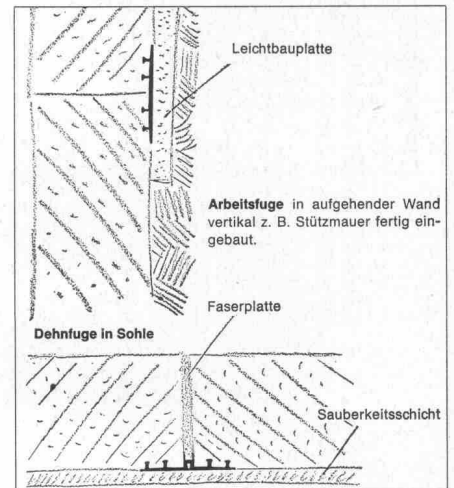 Leichtbauplatte
Arbeitsfuge in aufgehender Wand
vertikal z. B. Stützmauer fertig ein-
gebaut.
Dehnfuge in Sohle
Faserplatte
Sauberkeitsschicht